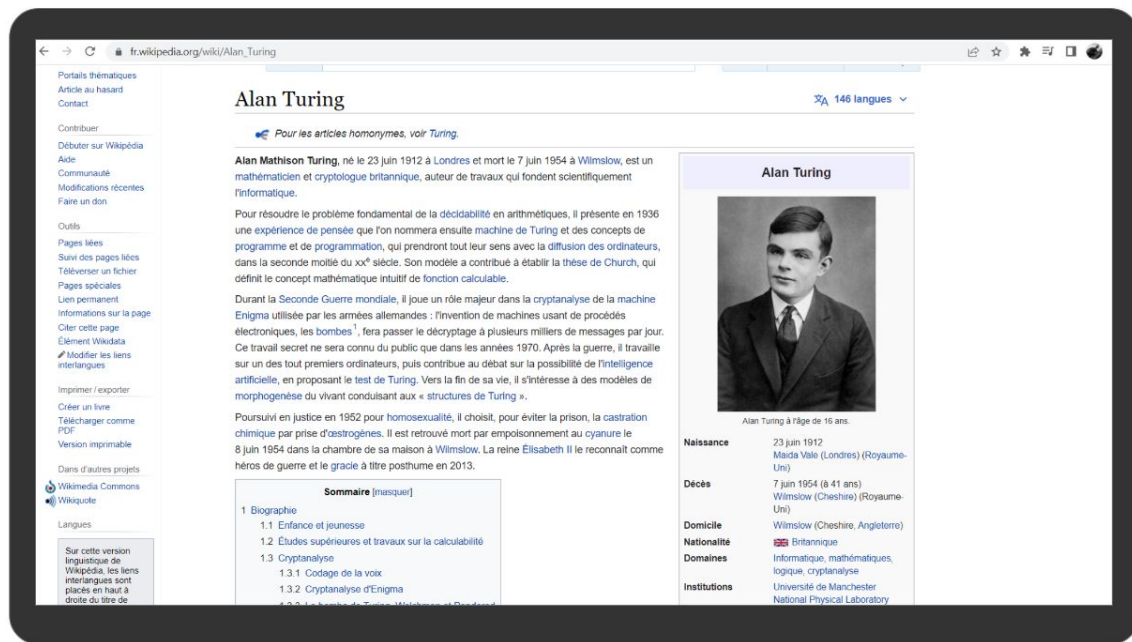 fr.wikipedia.org/wiki/Alan_Turing
Portails thématiques
Article au hasard
Contact
Contribuer
Débuter sur Wikipédia
Aide
Communauté
Modifications récentes
Faire un don
Outils
Pages liées
Suivi des pages liées
Téléverser un fichier
Pages spéciales
Lien permanent
Informations sur la page
Citer cette page
Élément Wikidata
Modifier les liens
interlangues
Imprimer / exporter
Créer un livre
Télécharger comme
PDF
Version imprimable
Dans d'autres projets
Wikimedia Commons
Wikiquote
Langues
Sur cette version
linguistique de
Wikipédia, les liens
interlangues sont
placés en haut à
droite du titre de
Alan Turing
146 langues
Pour les articles homonymes, voir Turing.
Alan Mathison Turing, né le 23 juin 1912 à Londres et mort le 7 juin 1954 à Wilmslow, est un
mathématicien et cryptologue britannique, auteur de travaux qui fondent scientifiquement
l'informatique.
Pour résoudre le problème fondamental de la décidabilité en arithmétiques, il présente en 1936
une expérience de pensée que l'on nommera ensuite machine de Turing et des concepts de
programme et de programmation, qui prendront tout leur sens avec la diffusion des ordinateurs,
dans la seconde moitié du XXe siècle. Son modèle a contribué à établir la thèse de Church, qui
définit le concept mathématique intuitif de fonction calculable.
Durant la Seconde Guerre mondiale, il joue un rôle majeur dans la cryptanalyse de la machine
Enigma utilisée par les armées allemandes : l'invention de machines usant de procédés
électroniques, les bombes1, fera passer le décryptage à plusieurs milliers de messages par jour.
Ce travail secret ne sera connu du public que dans les années 1970. Après la guerre, il travaille
sur un des tout premiers ordinateurs, puis contribue au débat sur la possibilité de l'intelligence
artificielle, en proposant le test de Turing. Vers la fin de sa vie, il s'intéresse à des modèles de
morphogenèse du vivant conduisant aux « structures de Turing ».
Poursuivi en justice en 1952 pour homosexualité, il choisit, pour éviter la prison, la castration
chimique par prise d'œstrogènes. Il est retrouvé mort par empoisonnement au cyanure le
8 juin 1954 dans la chambre de sa maison à Wilmslow. La reine Élisabeth II le reconnaît comme
héros de guerre et le gracie à titre posthume en 2013.
Sommaire [masquer]
1 Biographie
1.1 Enfance et jeunesse
1.2 Études supérieures et travaux sur la calculabilité
1.3 Cryptanalyse
1.3.1 Codage de la voix
1.3.2 Cryptanalyse d'Enigma
Alan Turing
Alan Turing à l'âge de 16 ans.
Naissance 23 juin 1912
Maida Vale (Londres) (Royaume-
Uni)
Décès 7 juin 1954 (à 41 ans)
Wilmslow (Cheshire) (Royaume-
Uni)
Domicile Wilmslow (Cheshire, Angleterre)
Nationalité Britannique
Domaines Informatique, mathématiques,
logique, cryptanalyse
Institutions Université de Manchester
National Physical Laboratory